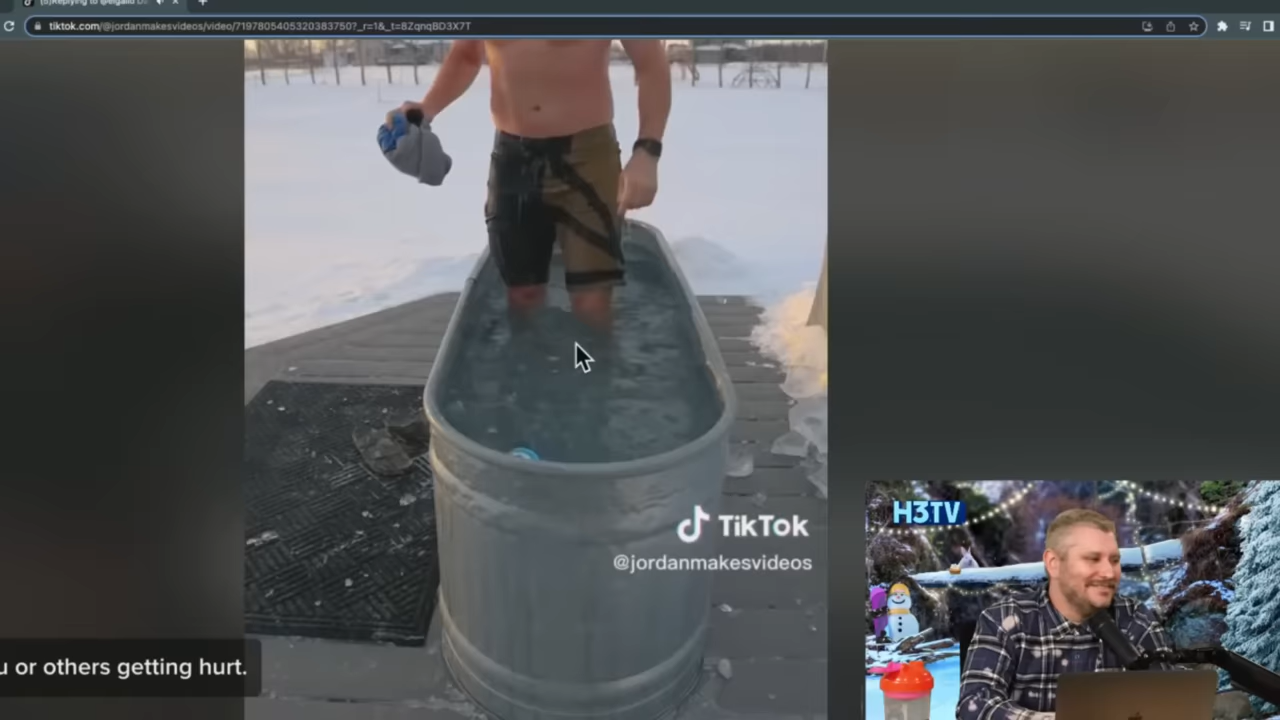 tiktok.com/@jordanmakesvideos/video/7197805405320383750?_r=1&_t=8ZqnqBD3X7T
TikTok
@jordanmakesvideos
H3TV
u or others getting hurt.